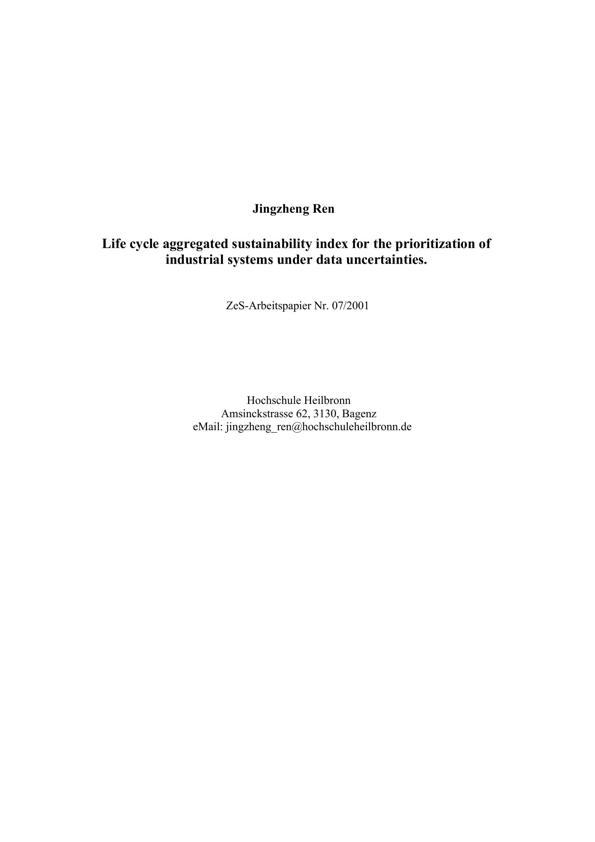 Jingzheng Ren
Life cycle aggregated sustainability index for the prioritization of
industrial systems under data uncertainties.
ZeS-Arbeitspapier Nr. 07/2001
Hochschule Heilbronn
Amsinckstrasse 62, 3130, Bagenz
eMail: jingzheng_ren@hochschuleheilbronn.de